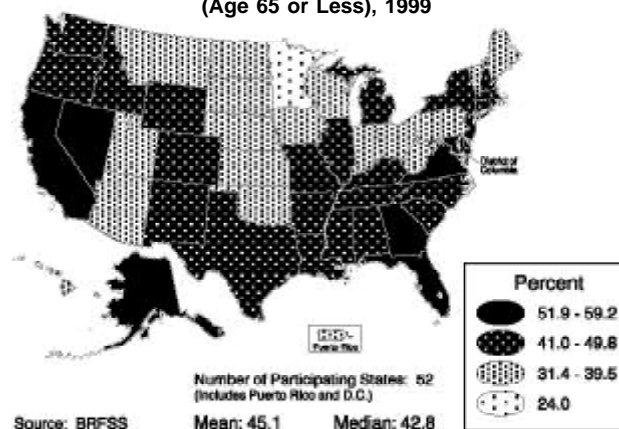 (Age 65 or Less), 1999
District of
Columbia
Puerto Rico
Percent
51.9 - 59.2
41.0 - 49.8
31.4 - 39.5
24.0
Number of Participating States: 52
(Includes Puerto Rico and D.C.)
Source: BRFSS Mean: 45.1 Median: 42.8